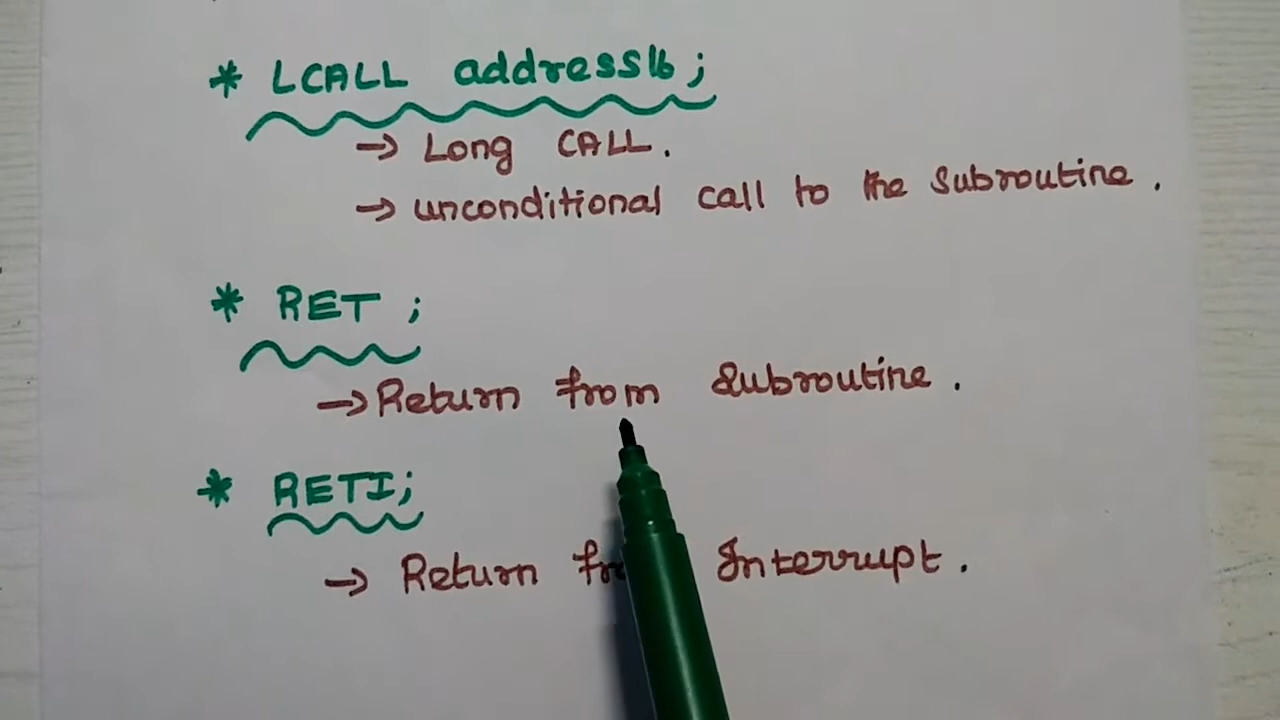 * LCALL address16;
→ Long CALL.
→ unconditional call to the subroutine.
* RET ;
→ Return from Subroutine.
* RETI;
→ Return Interrupt.